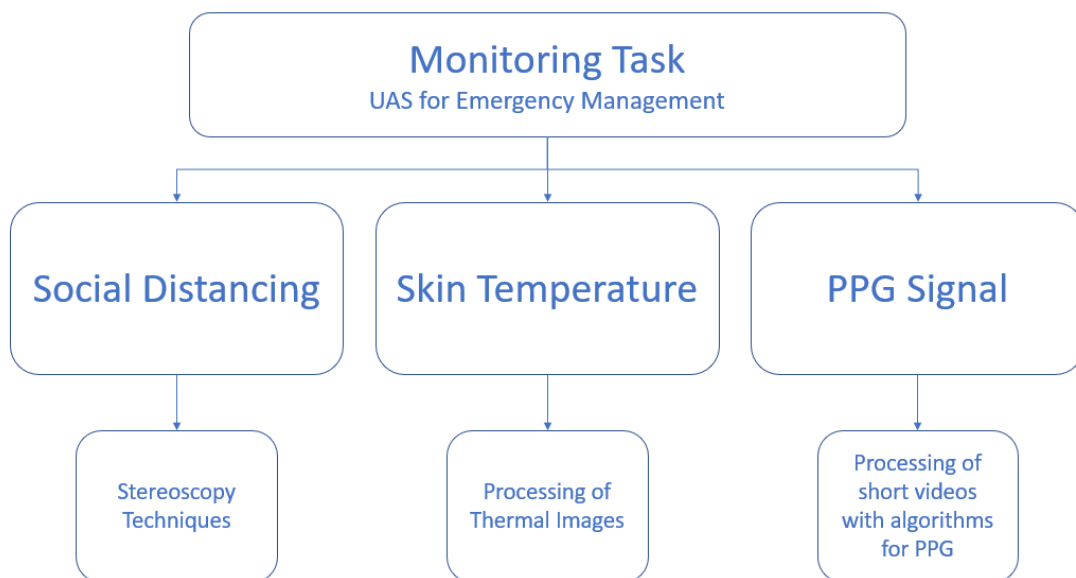 Monitoring Task
UAS for Emergency Management
Social Distancing
Skin Temperature
PPG Signal
Stereoscopy
Techniques
Processing of
Thermal Images
Processing of
short videos
with algorithms
for PPG